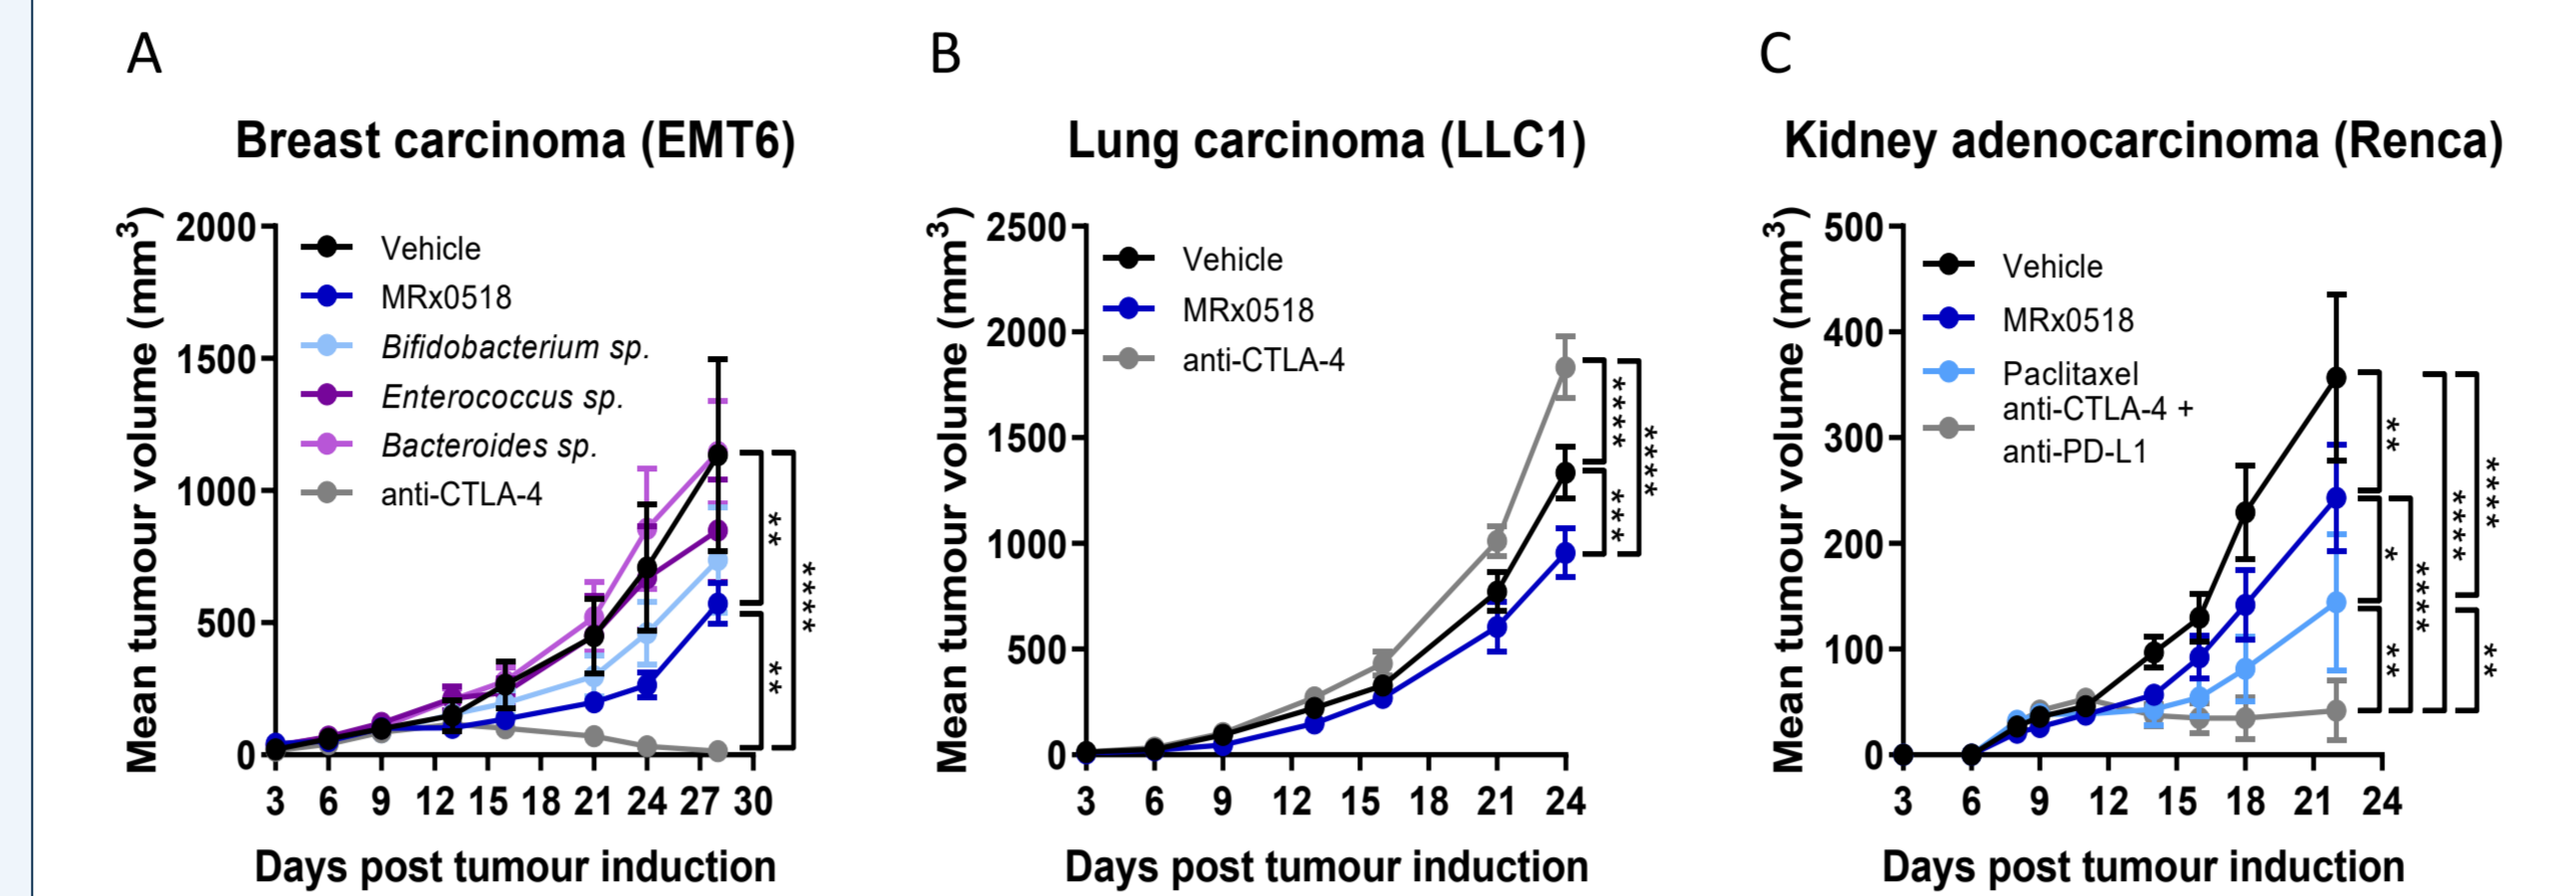 A
Breast carcinoma (EMT6)
Mean tumour volume (mm³)
2000
1500
1000
500
0
Vehicle
MRx0518
Bifidobacterium sp.
Enterococcus sp.
Bacteroides sp.
anti-CTLA-4
**
**
****
3 6 9 12 15 18 21 24 27 30
Days post tumour induction
B
Lung carcinoma (LLC1)
Mean tumour volume (mm³)
2500
2000
1500
1000
500
0
Vehicle
MRx0518
anti-CTLA-4
****
***
****
3 6 9 12 15 18 21 24
Days post tumour induction
C
Kidney adenocarcinoma (Renca)
Mean tumour volume (mm³)
500
400
300
200
100
0
Vehicle
MRx0518
Paclitaxel
anti-CTLA-4 +
anti-PD-L1
**
*
**
****
****
****
**
3 6 9 12 15 18 21 24
Days post tumour induction